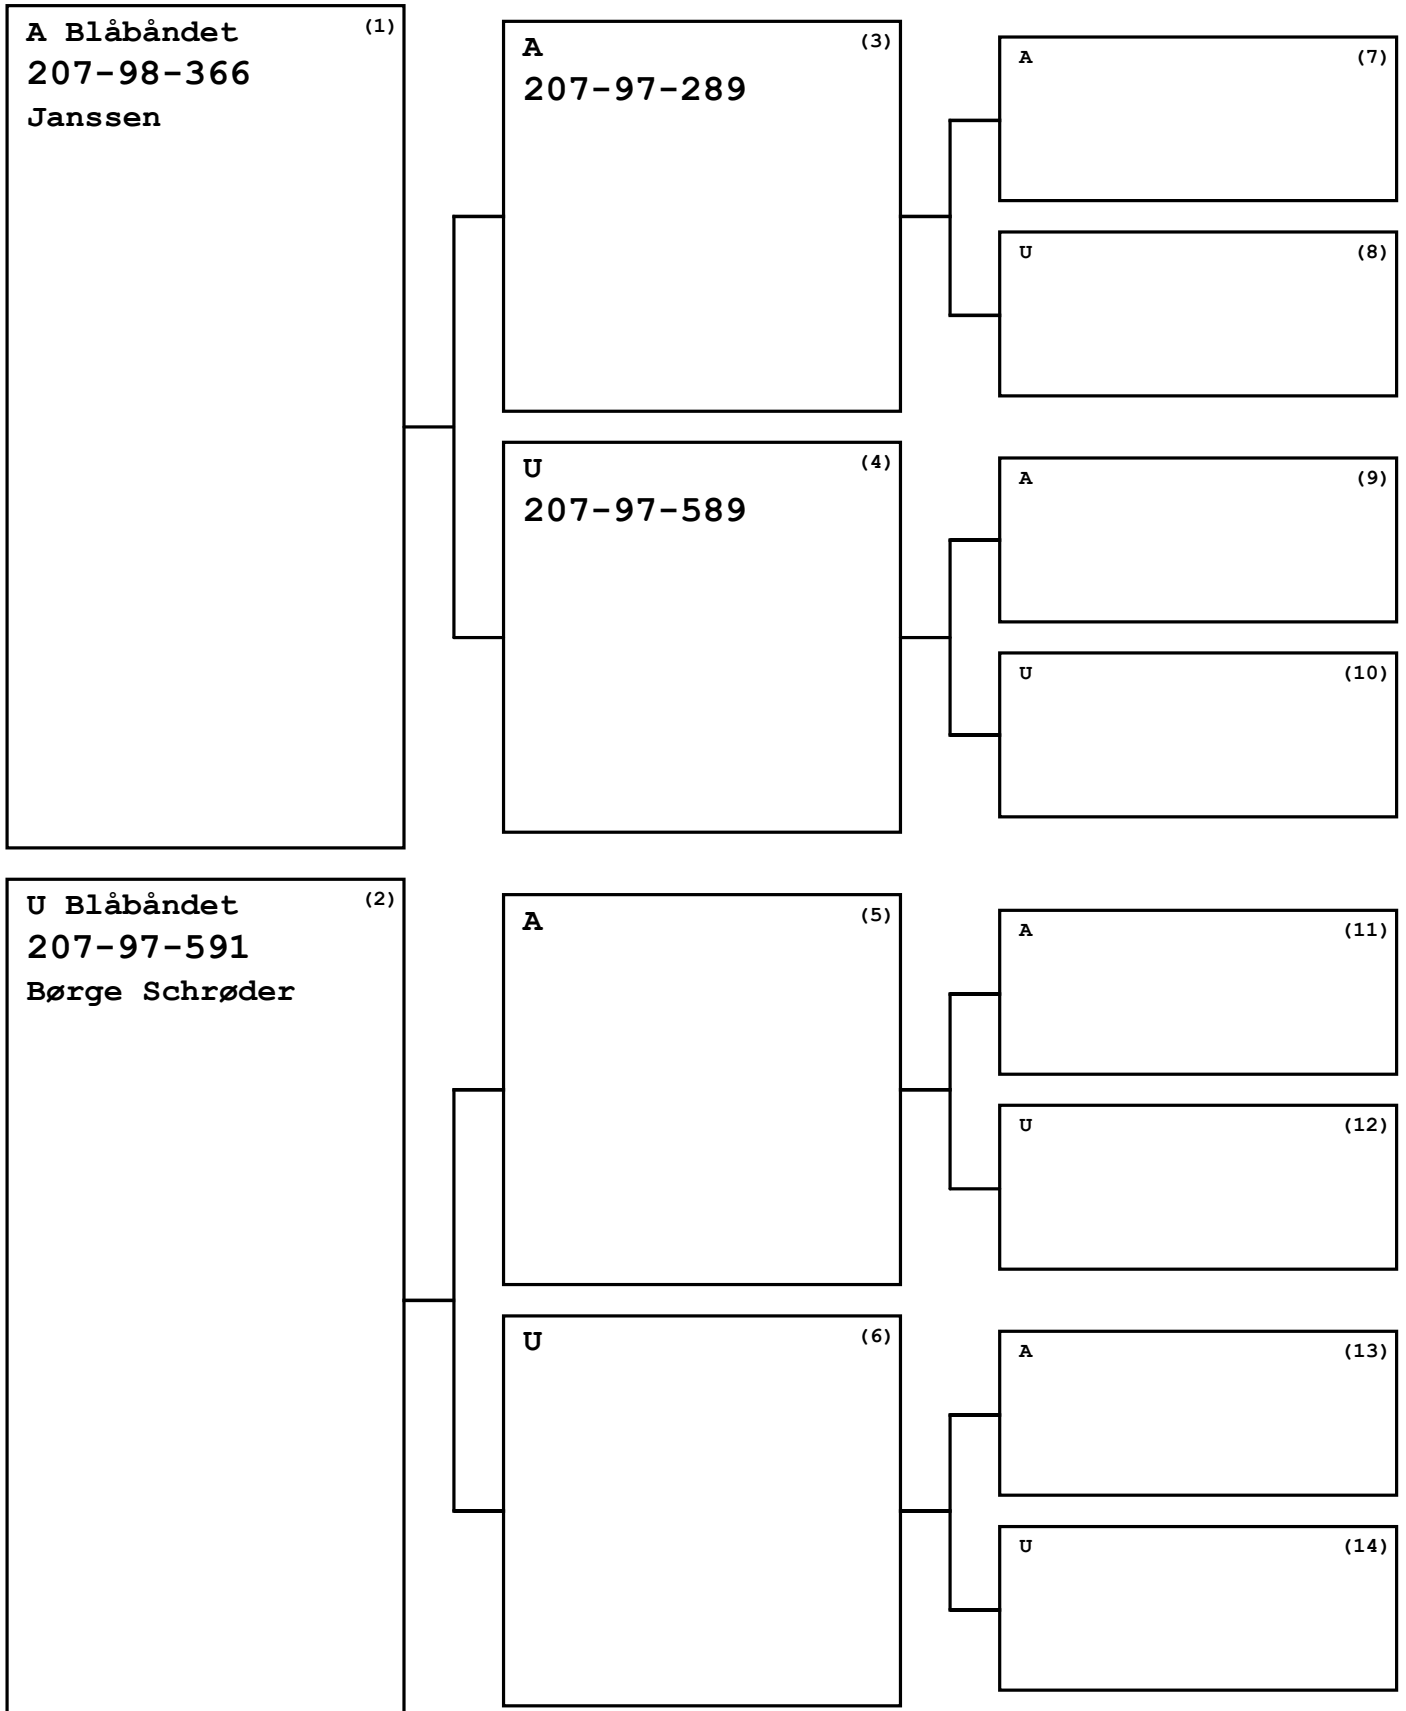 A Blåbåndet (1)
207-98-366
Janssen
A (3)
207-97-289
A (7)
U (8)
U (4)
207-97-589
A (9)
U (10)
U Blåbåndet (2)
207-97-591
Børge Schrøder
A (5)
A (11)
U (12)
U (6)
A (13)
U (14)